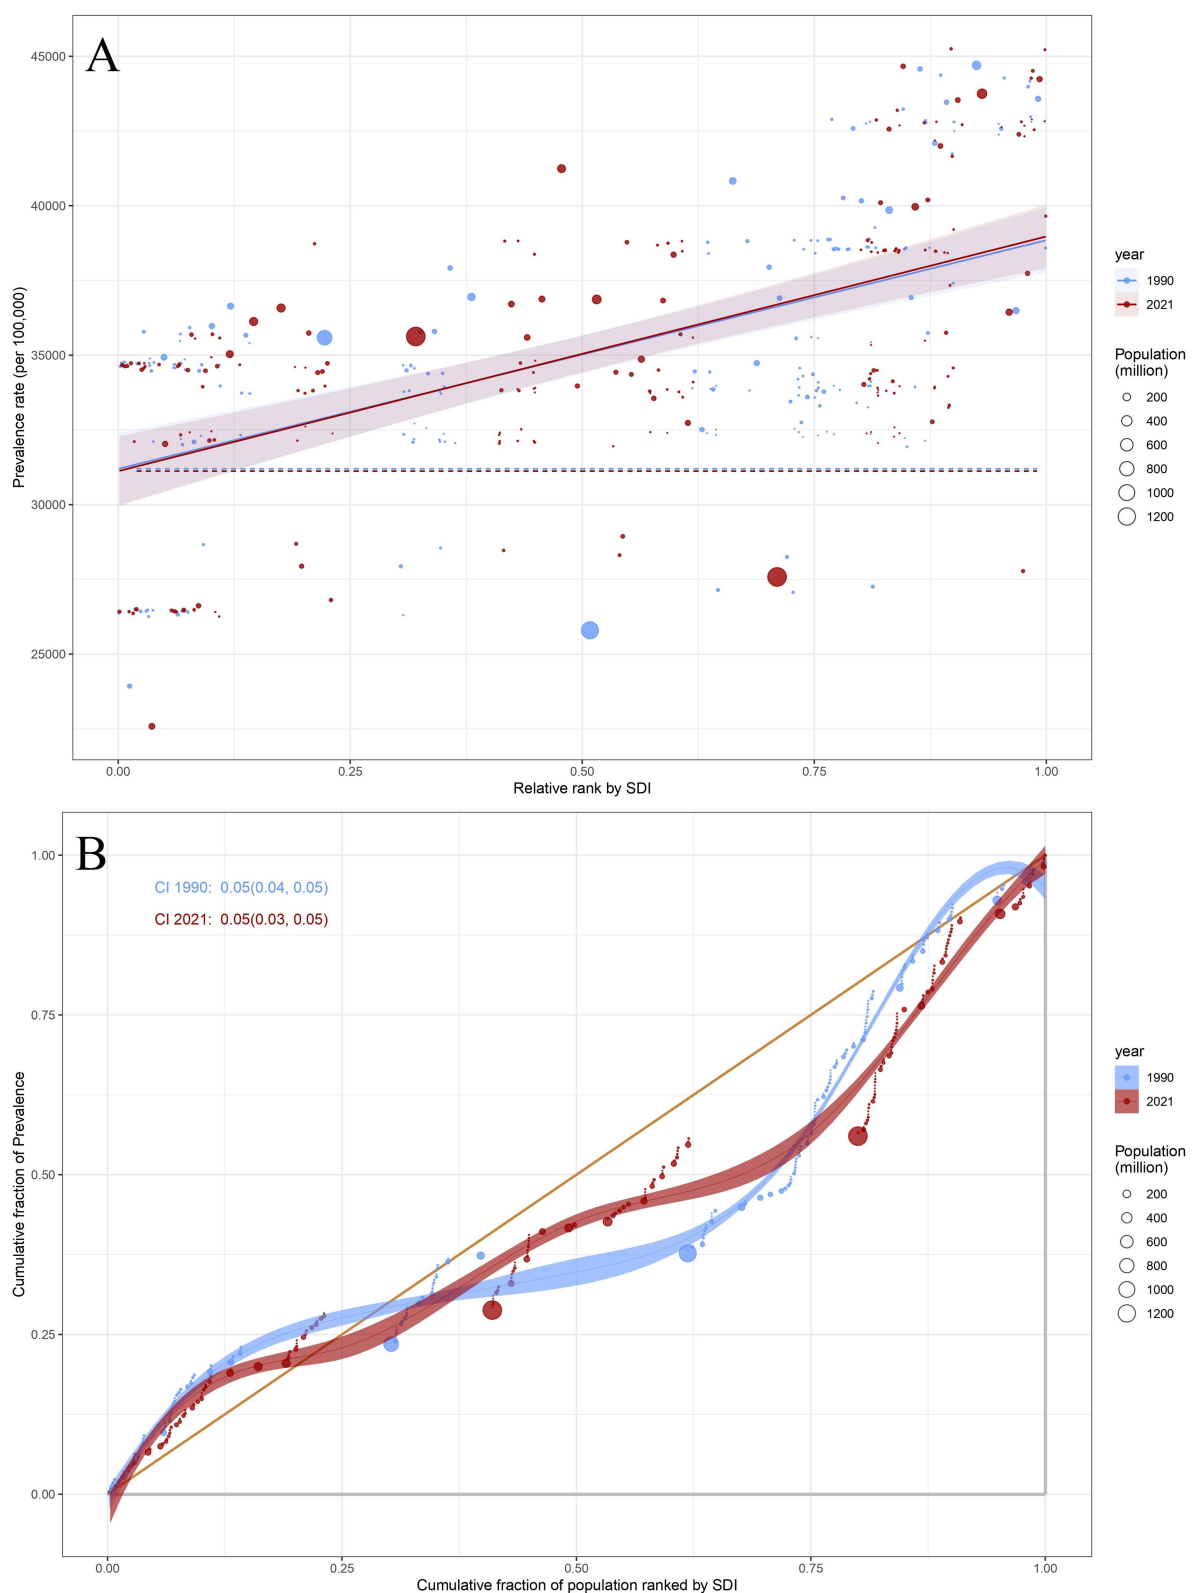 A
45000
40000
35000
30000
25000
Prevalence rate (per 100,000)
0.00
0.25
0.50
0.75
1.00
Relative rank by SDI
year
1990
2021
Population
(million)
200
400
600
800
1000
1200
B
CI 1990: 0.05(0.04, 0.05)
CI 2021: 0.05(0.03, 0.05)
1.00
0.75
0.50
0.25
0.00
Cumulative fraction of Prevalence
0.00
0.25
0.50
0.75
1.00
Cumulative fraction of population ranked by SDI
year
1990
2021
Population
(million)
200
400
600
800
1000
1200